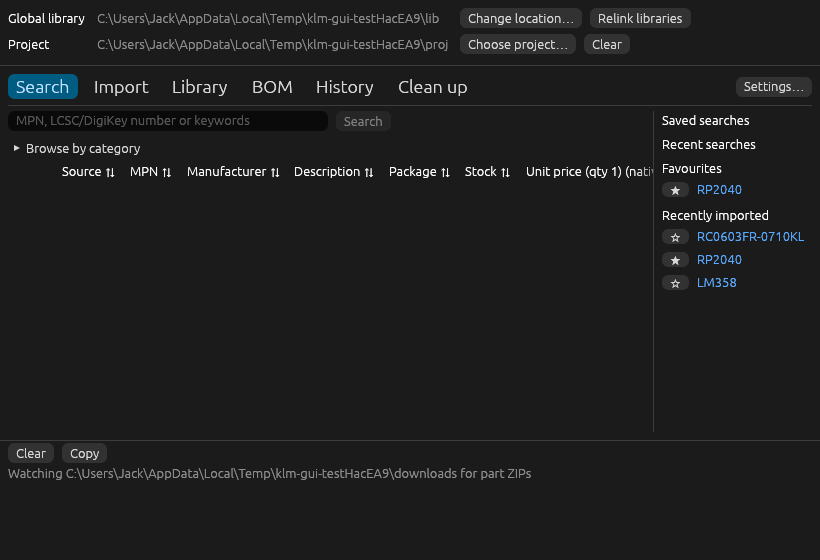 Global library C:\Users\Jack\AppData\Local\Temp\klm-gui-testHacEA9\lib Change location... Relink libraries
Project C:\Users\Jack\AppData\Local\Temp\klm-gui-testHacEA9\proj Choose project... Clear
Search Import Library BOM History Clean up Settings...
MPN, LCSC/DigiKey number or keywords Search
Browse by category
Source MPN Manufacturer Description Package Stock Unit price (qty 1) (nati
Saved searches
Recent searches
Favourites
RP2040
Recently imported
RC0603FR-0710KL
RP2040
LM358
Clear Copy
Watching C:\Users\Jack\AppData\Local\Temp\klm-gui-testHacEA9\downloads for part ZIPs